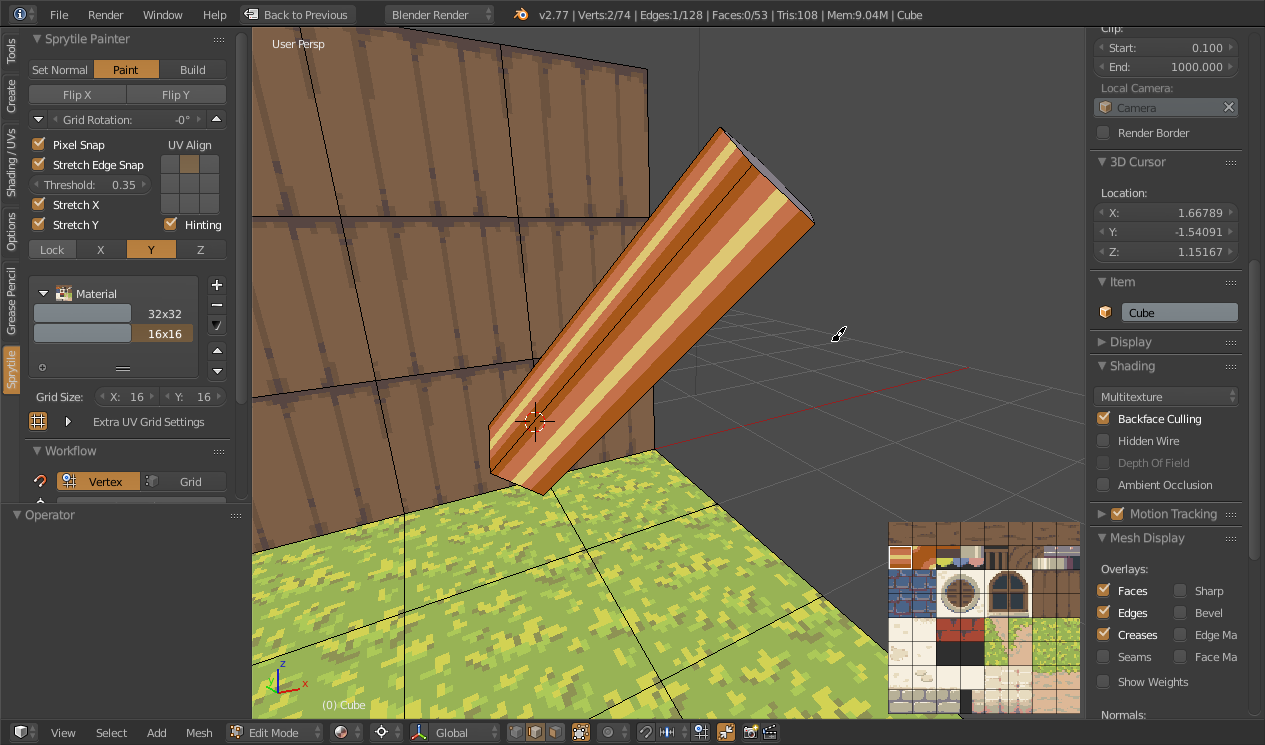 File Render Window Help Back to Previous Blender Render v2.77 | Verts:2/74 | Edges:1/128 | Faces:0/53 | Tris:108 | Mem:9.04M | Cube
Tools
Create
Shading / UVs
Options
Grease Pencil
Sprytile
Sprytile Painter
Set Normal Paint Build
Flip X Flip Y
Grid Rotation: -0°
Pixel Snap UV Align
Stretch Edge Snap
Threshold: 0.35
Stretch X
Stretch Y Hinting
Lock X Y Z
Material
32x32
16x16
Grid Size: X: 16 Y: 16
Extra UV Grid Settings
Workflow
Vertex Grid
Operator
User Persp
z
y
x
(0) Cube
Clip:
Start: 0.100
End: 1000.000
Local Camera:
Camera
Render Border
3D Cursor
Location:
X: 1.66789
Y: -1.54091
Z: 1.15167
Item
Cube
Display
Shading
Multitexture
Backface Culling
Hidden Wire
Depth Of Field
Ambient Occlusion
Motion Tracking
Mesh Display
Overlays:
Faces Sharp
Edges Bevel
Creases Edge Ma
Seams Face Ma
Show Weights
Normals:
View Select Add Mesh Edit Mode Global